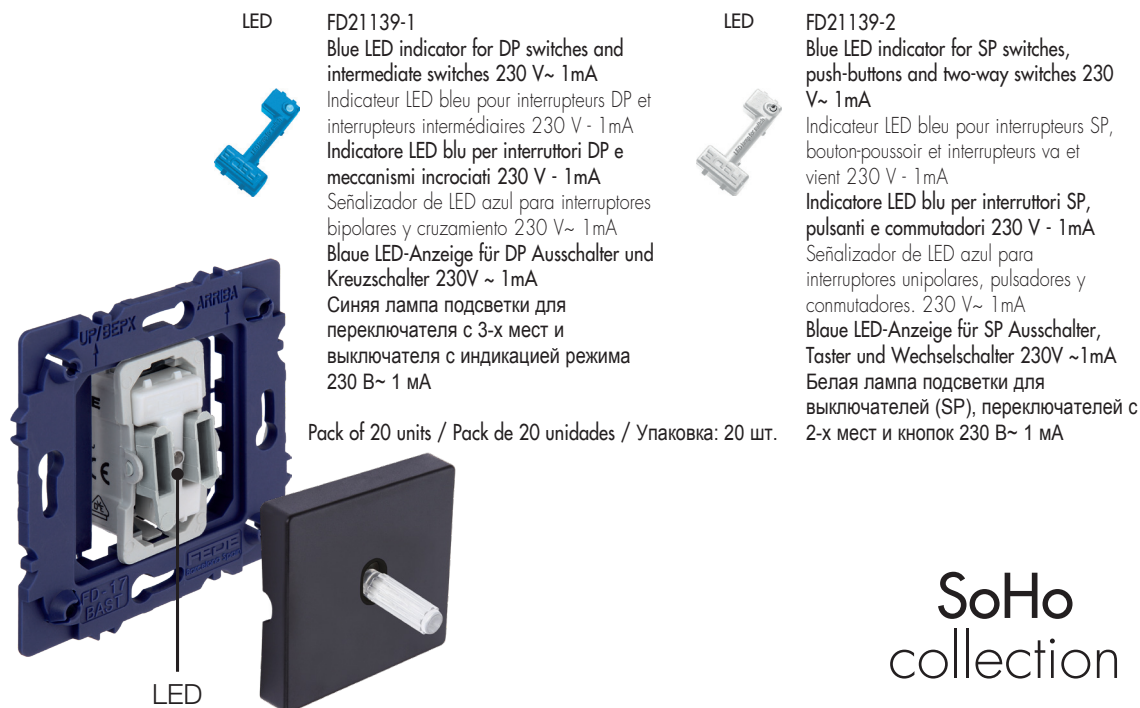 LED
FD21139-1
Blue LED indicator for DP switches and
intermediate switches 230 V~ 1mA
Indicateur LED bleu pour interrupteurs DP et
interrupteurs intermédiaires 230 V - 1mA
Indicatore LED blu per interruttori DP e
meccanismi incrociati 230 V - 1mA
Señalizador de LED azul para interruptores
bipolares y cruzamiento 230 V~ 1mA
Blaue LED-Anzeige für DP Ausschalter und
Kreuzschalter 230V ~ 1mA
Синяя лампа подсветки для
переключателя с 3-х мест и
выключателя с индикацией режима
230 В~ 1 мА
LED
FD21139-2
Blue LED indicator for SP switches,
push-buttons and two-way switches 230
V~ 1mA
Indicateur LED bleu pour interrupteurs SP,
bouton-poussoir et interrupteurs va et
vient 230 V - 1mA
Indicatore LED blu per interruttori SP,
pulsanti e commutadori 230 V - 1mA
Señalizador de LED azul para
interruptores unipolares, pulsadores y
conmutadores. 230 V~ 1mA
Blaue LED-Anzeige für SP Ausschalter,
Taster und Wechselschalter 230V ~1mA
Белая лампа подсветки для
выключателей (SP), переключателей с
2-х мест и кнопок 230 В~ 1 мА
Pack of 20 units / Pack de 20 unidades / Упаковка: 20 шт.
UP/ВЕРХ
ARRIBA
CE
FEDE
FD-17
BAST
LED
SoHo
collection